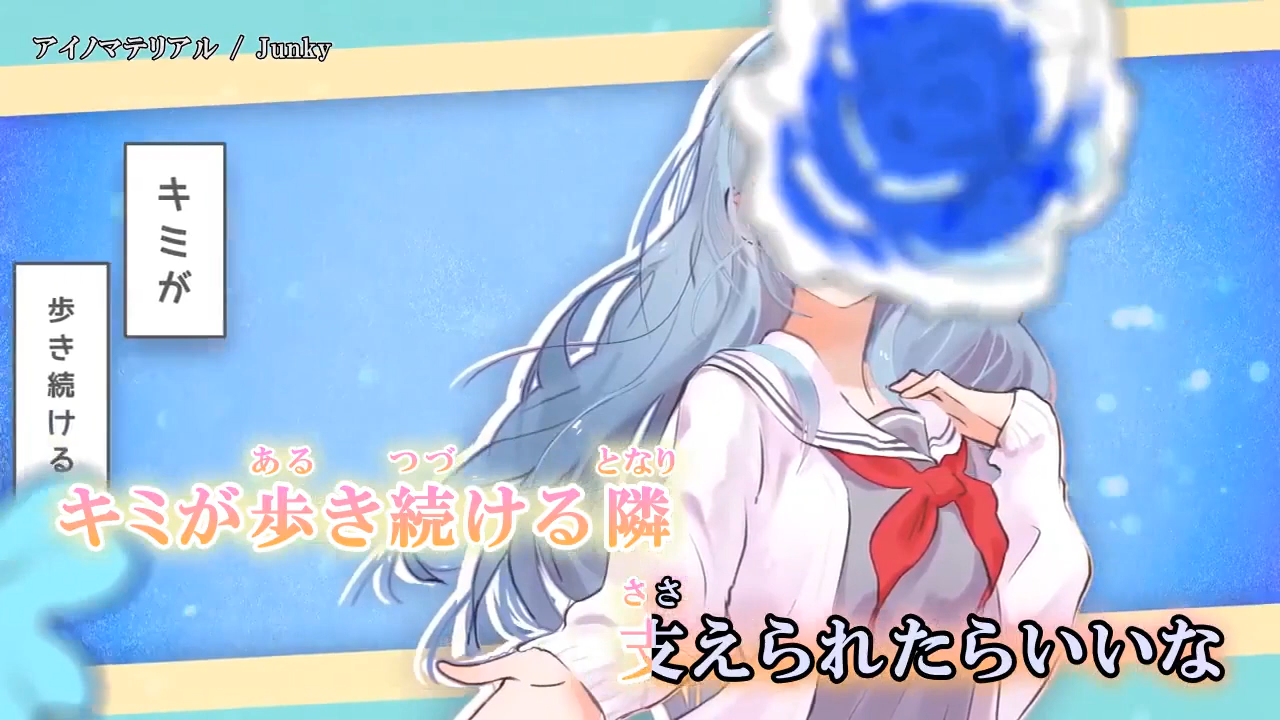 アイノマテリアル / Junky
キミが
歩き続ける
ある つづ となり
キミが歩き続ける隣
ささ
支えられたらいいな